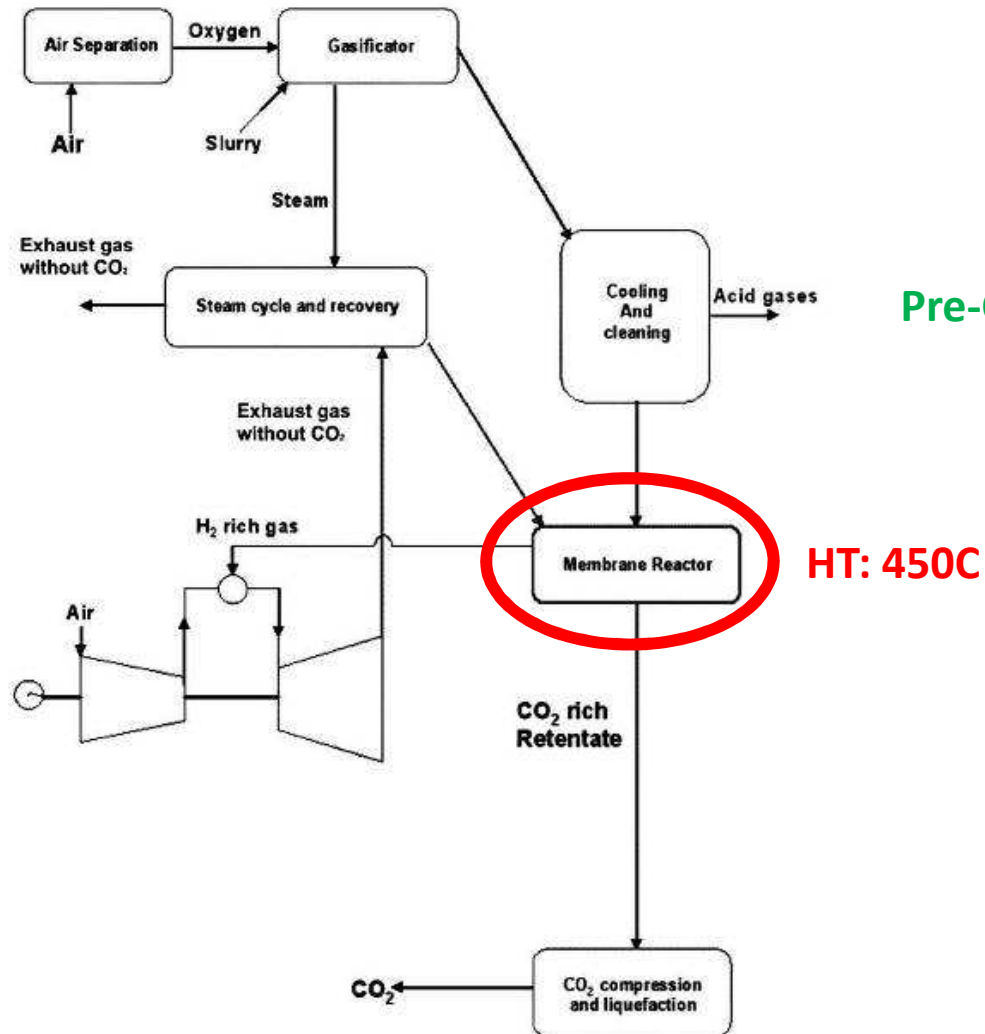 Air Separation
Oxygen
Gasificator
Air
Slurry
Steam
Exhaust gas
without CO₂
Steam cycle and recovery
Cooling
And
cleaning
Acid gases
Pre-
Exhaust gas
without CO₂
H₂ rich gas
Membrane Reactor
HT: 450C
Air
CO₂ rich
Retentate
CO₂
CO₂ compression
and liquefaction